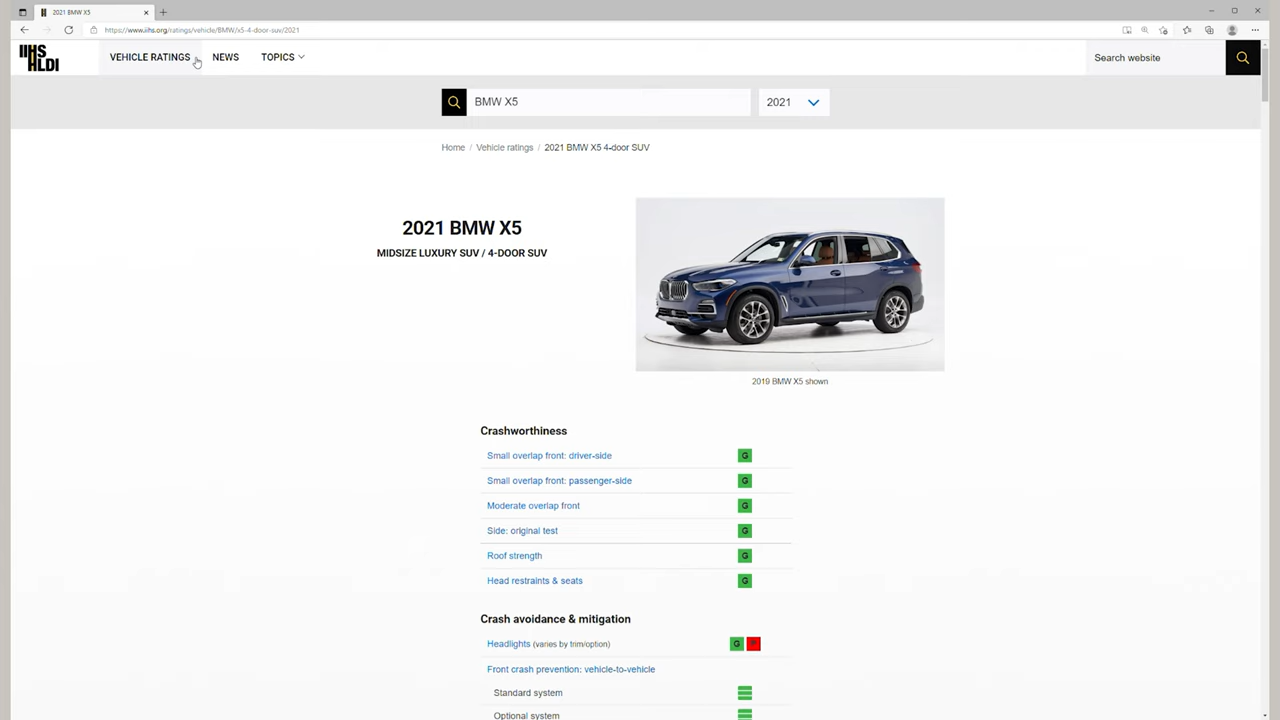 2021 BMW X5
https://www.iihs.org/ratings/vehicle/BMW/x5-4-door-suv/2021
IIHS
HLDI
VEHICLE RATINGS
NEWS
TOPICS
Search website
BMW X5
2021
Home / Vehicle ratings / 2021 BMW X5 4-door SUV
2021 BMW X5
MIDSIZE LUXURY SUV / 4-DOOR SUV
2019 BMW X5 shown
Crashworthiness
Small overlap front: driver-side G
Small overlap front: passenger-side G
Moderate overlap front G
Side: original test G
Roof strength G
Head restraints & seats G
Crash avoidance & mitigation
Headlights (varies by trim/option) G
Front crash prevention: vehicle-to-vehicle
Standard system
Optional system